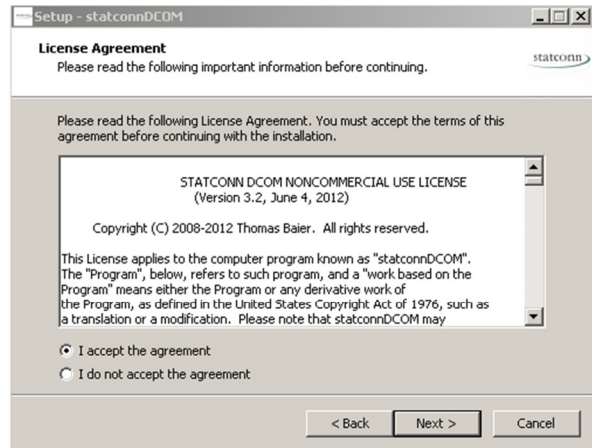 Setup - statconnDCOM
License Agreement
Please read the following important information before continuing.
statconn
Please read the following License Agreement. You must accept the terms of this
agreement before continuing with the installation.
STATCONN DCOM NONCOMMERCIAL USE LICENSE
(Version 3.2, June 4, 2012)
Copyright (C) 2008-2012 Thomas Baier.  All rights reserved.
This License applies to the computer program known as "statconnDCOM".
The "Program", below, refers to such program, and a "work based on the
Program" means either the Program or any derivative work of
the Program, as defined in the United States Copyright Act of 1976, such as
a translation or a modification.  Please note that statconnDCOM may
I accept the agreement
I do not accept the agreement
< Back
Next >
Cancel